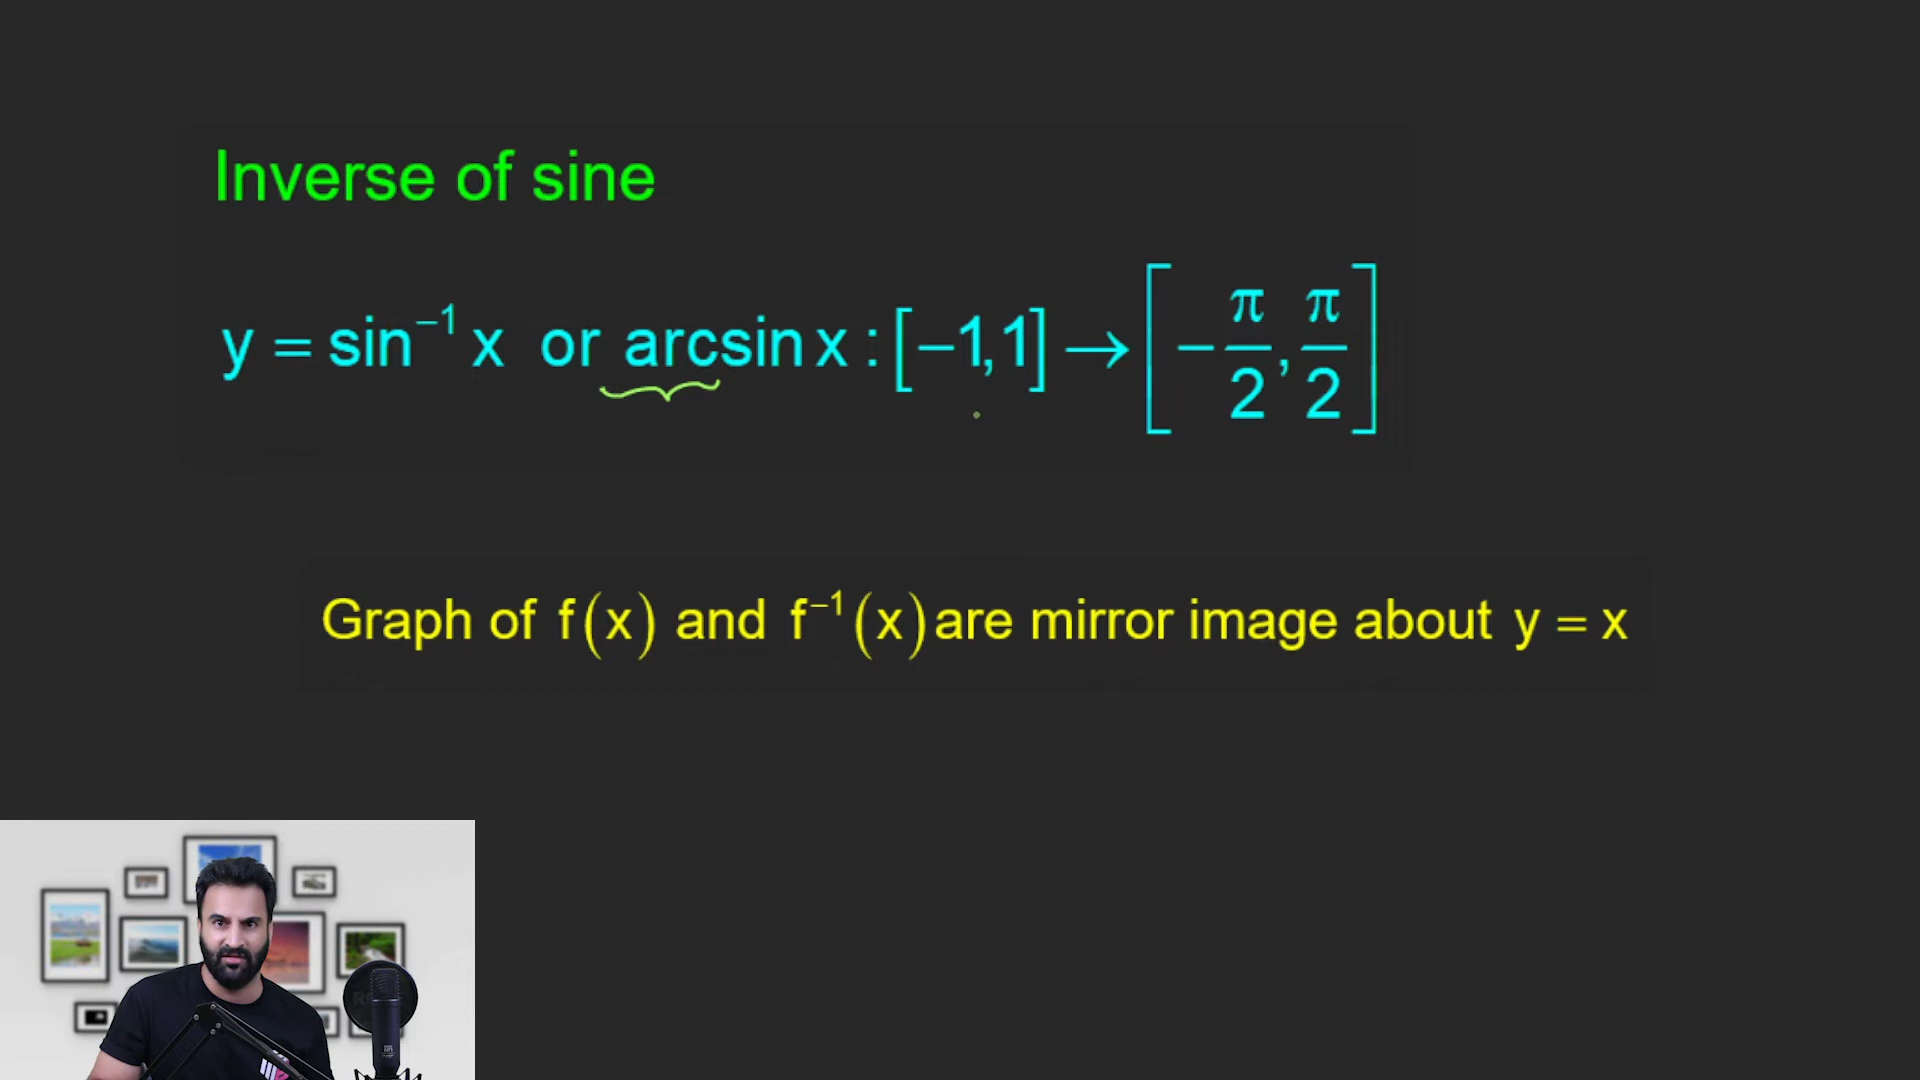 Inverse of sine
y = sin⁻¹ x or arcsin x : [−1,1] → [−π/2, π/2]
Graph of f(x) and f⁻¹(x) are mirror image about y = x